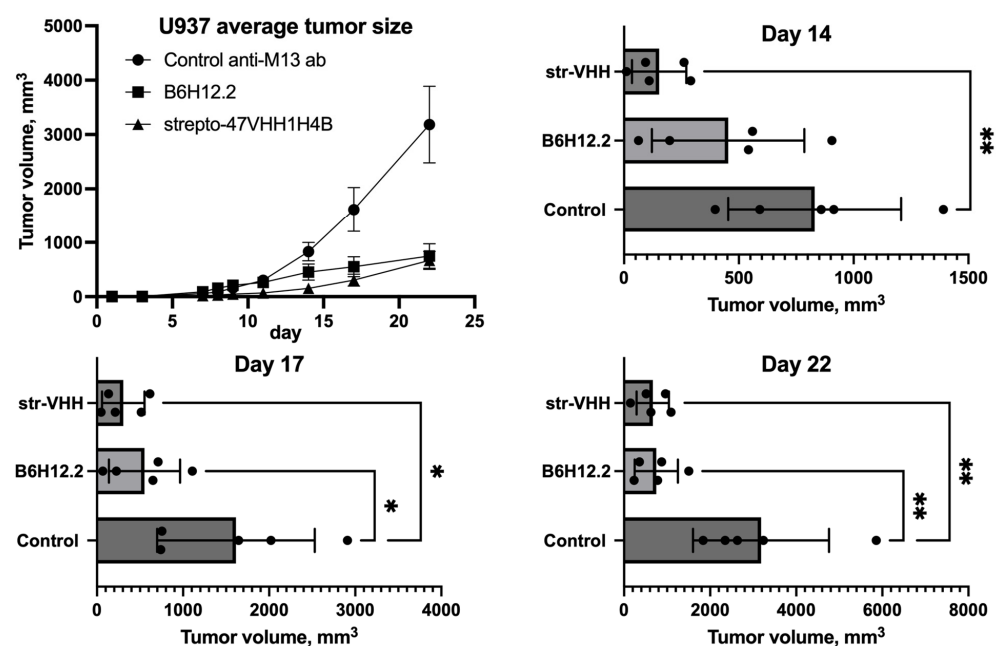 U937 average tumor size
Control anti-M13 ab
B6H12.2
strepto-47VHH1H4B
Tumor volume, mm³
5000
4000
3000
2000
1000
0
0 5 10 15 20 25
day
Day 14
str-VHH
B6H12.2
Control
**
0 500 1000 1500
Tumor volume, mm³
Day 17
str-VHH
B6H12.2
Control
*
*
0 1000 2000 3000 4000
Tumor volume, mm³
Day 22
str-VHH
B6H12.2
Control
**
**
0 2000 4000 6000 8000
Tumor volume, mm³